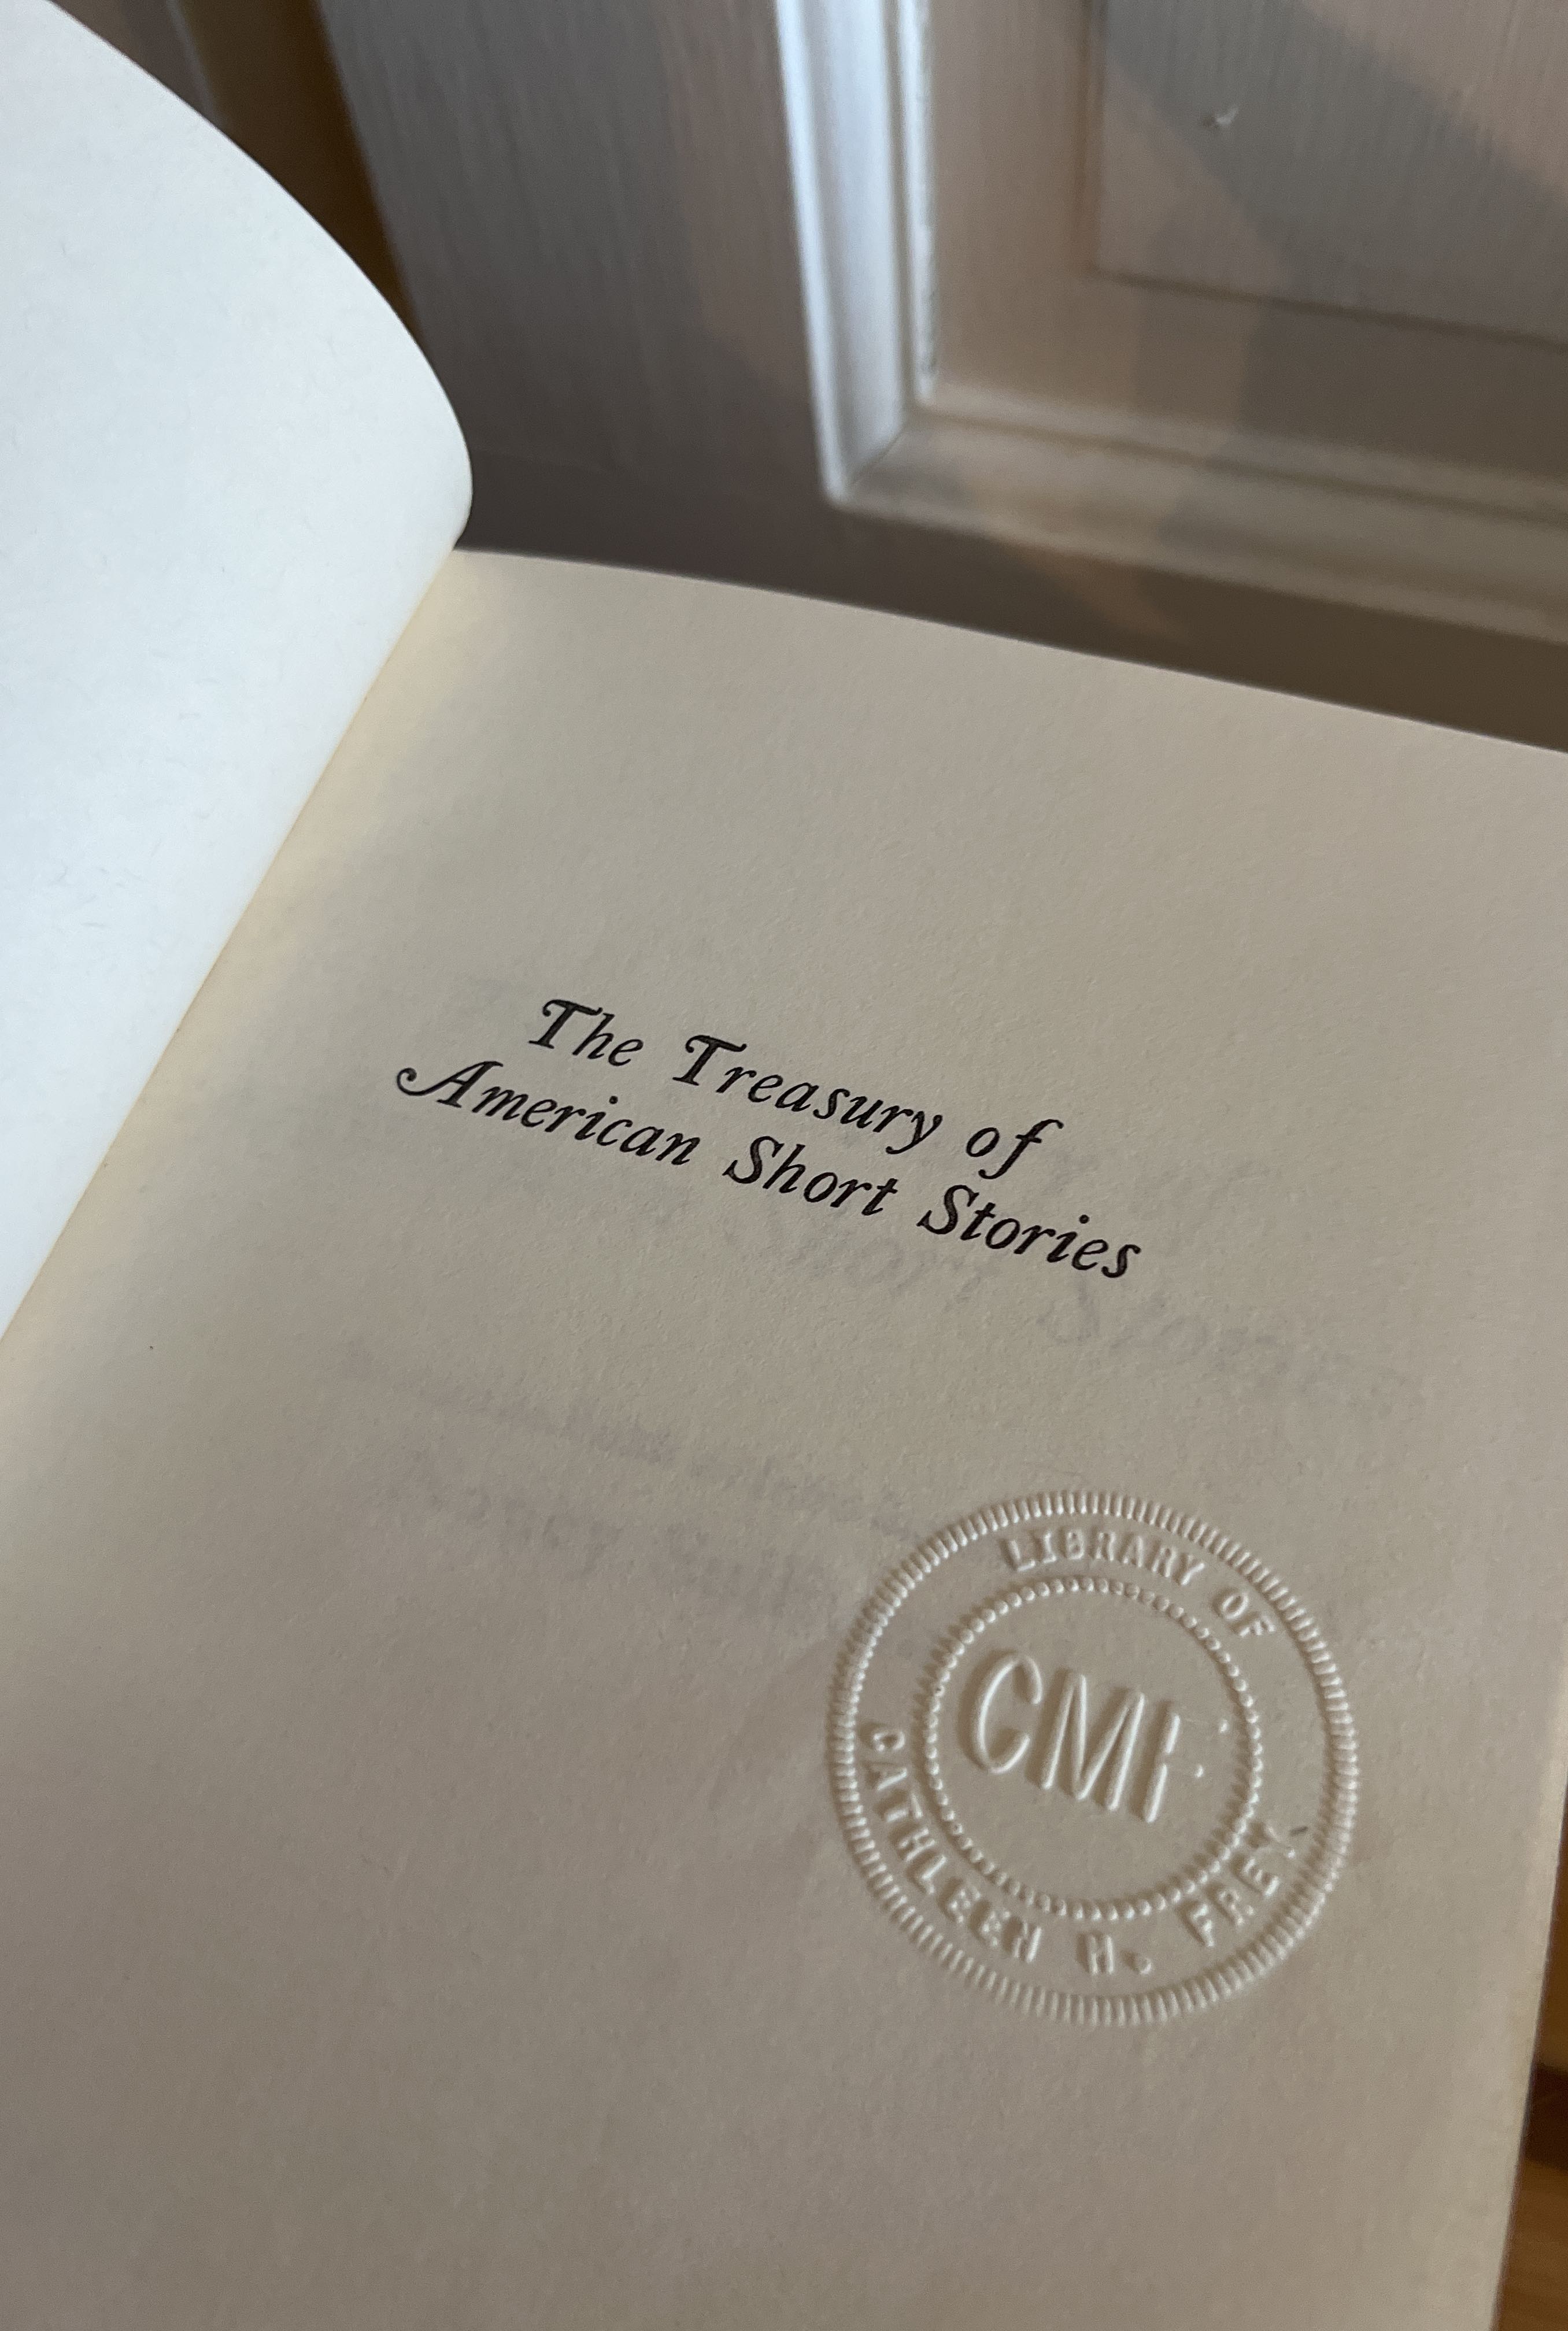 The Treasury of
American Short Stories
LIBRARY OF
CMF
CATHLEEN M. FREY